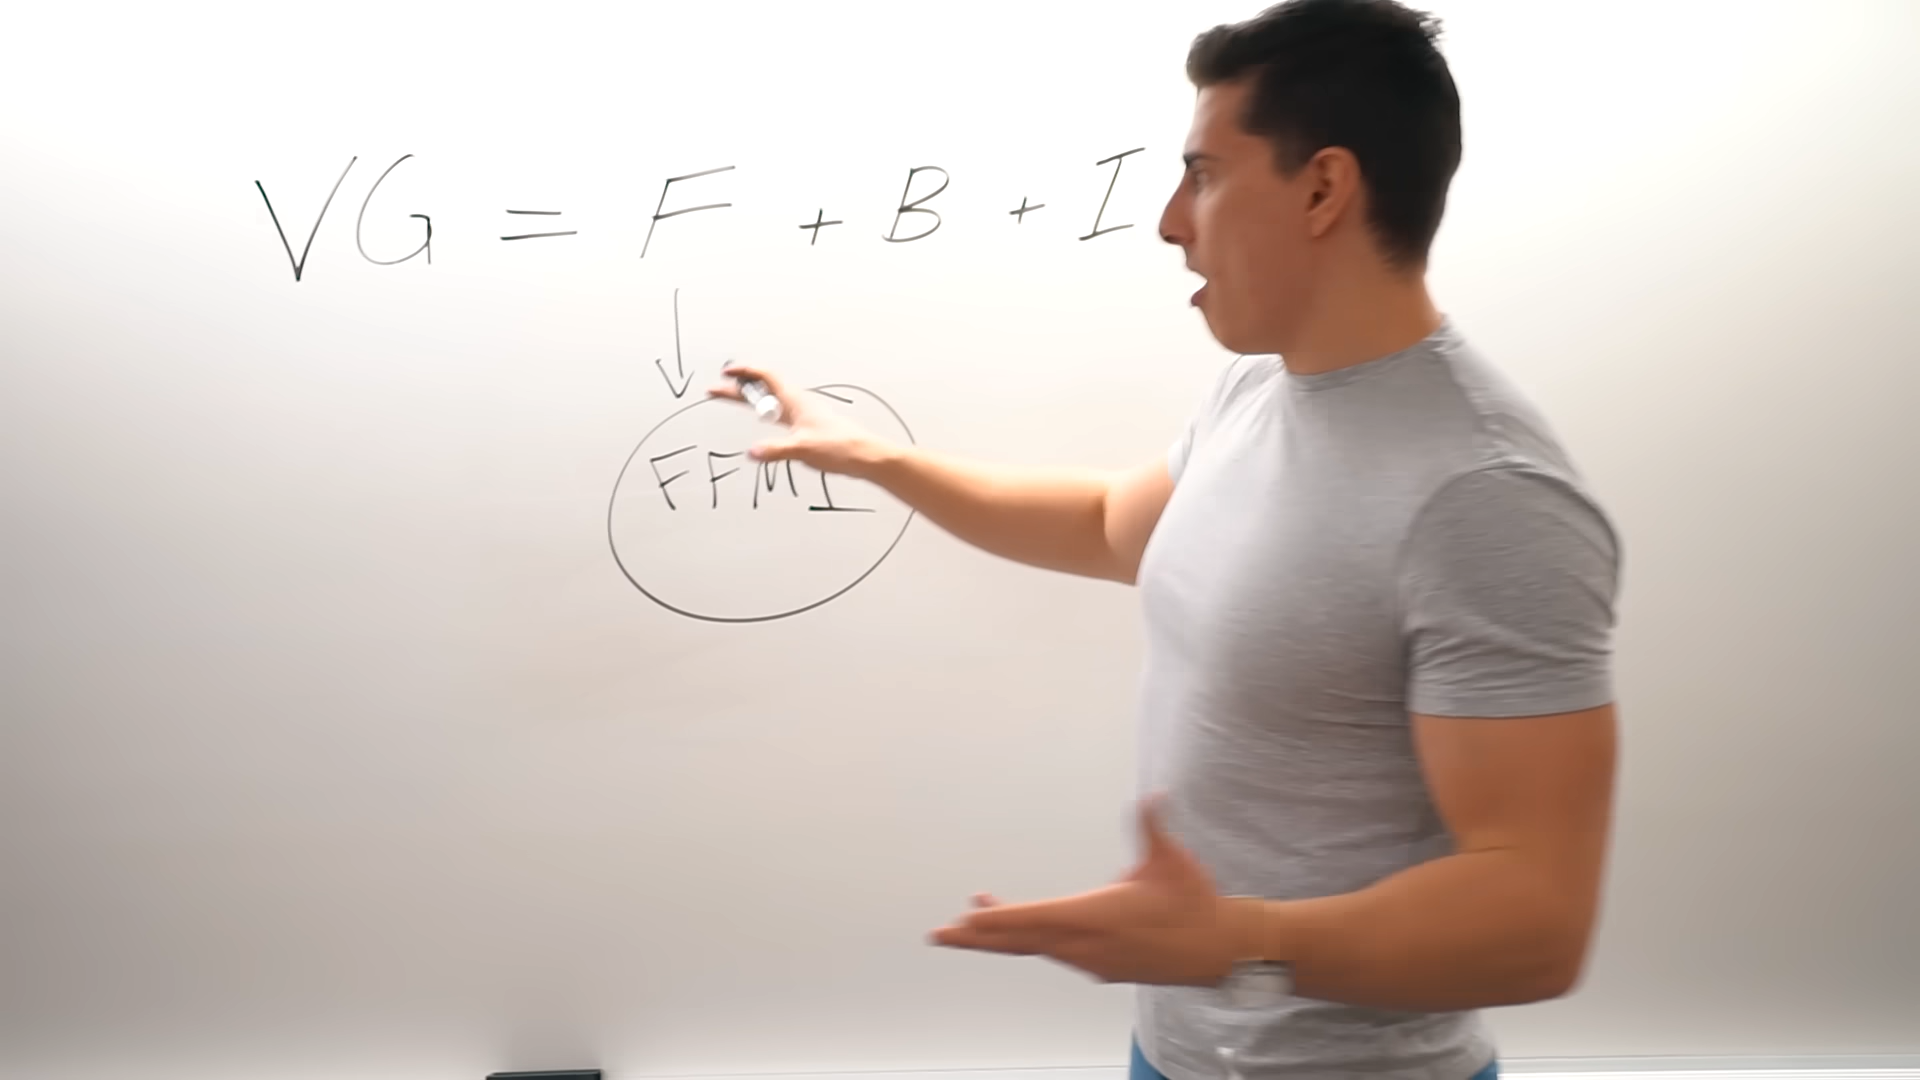 VG = F + B + I
FFMI